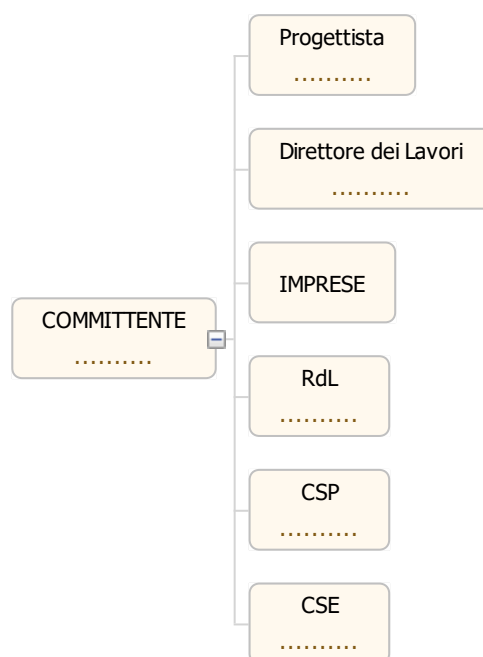 Progettista
..........
Direttore dei Lavori
..........
IMPRESE
COMMITTENTE
..........
RdL
..........
CSP
..........
CSE
..........